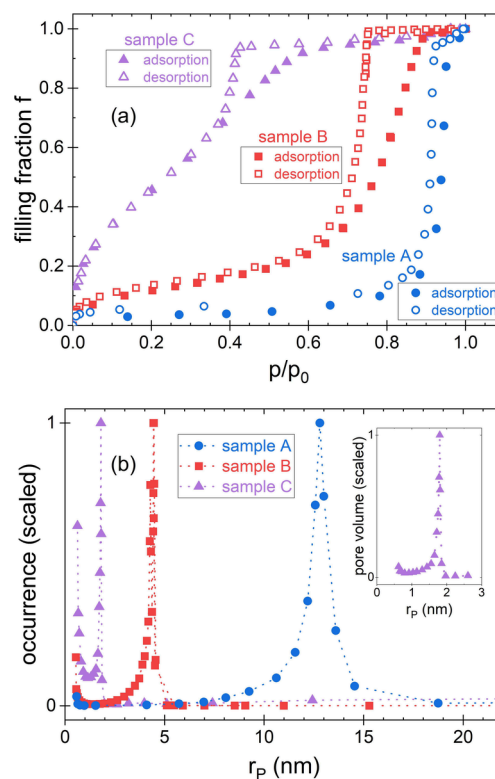 1.0
sample C
adsorption
desorption
0.8
(a)
sample B
0.6
adsorption
desorption
filling fraction f
0.4
sample A
0.2
adsorption
desorption
0.0
0.0 0.2 0.4 0.6 0.8 1.0
p/p0
1
(b)
sample A
sample B
sample C
1
pore volume (scaled)
0
0 1 2 3
rP (nm)
occurrence (scaled)
0
0 5 10 15 20
rP (nm)